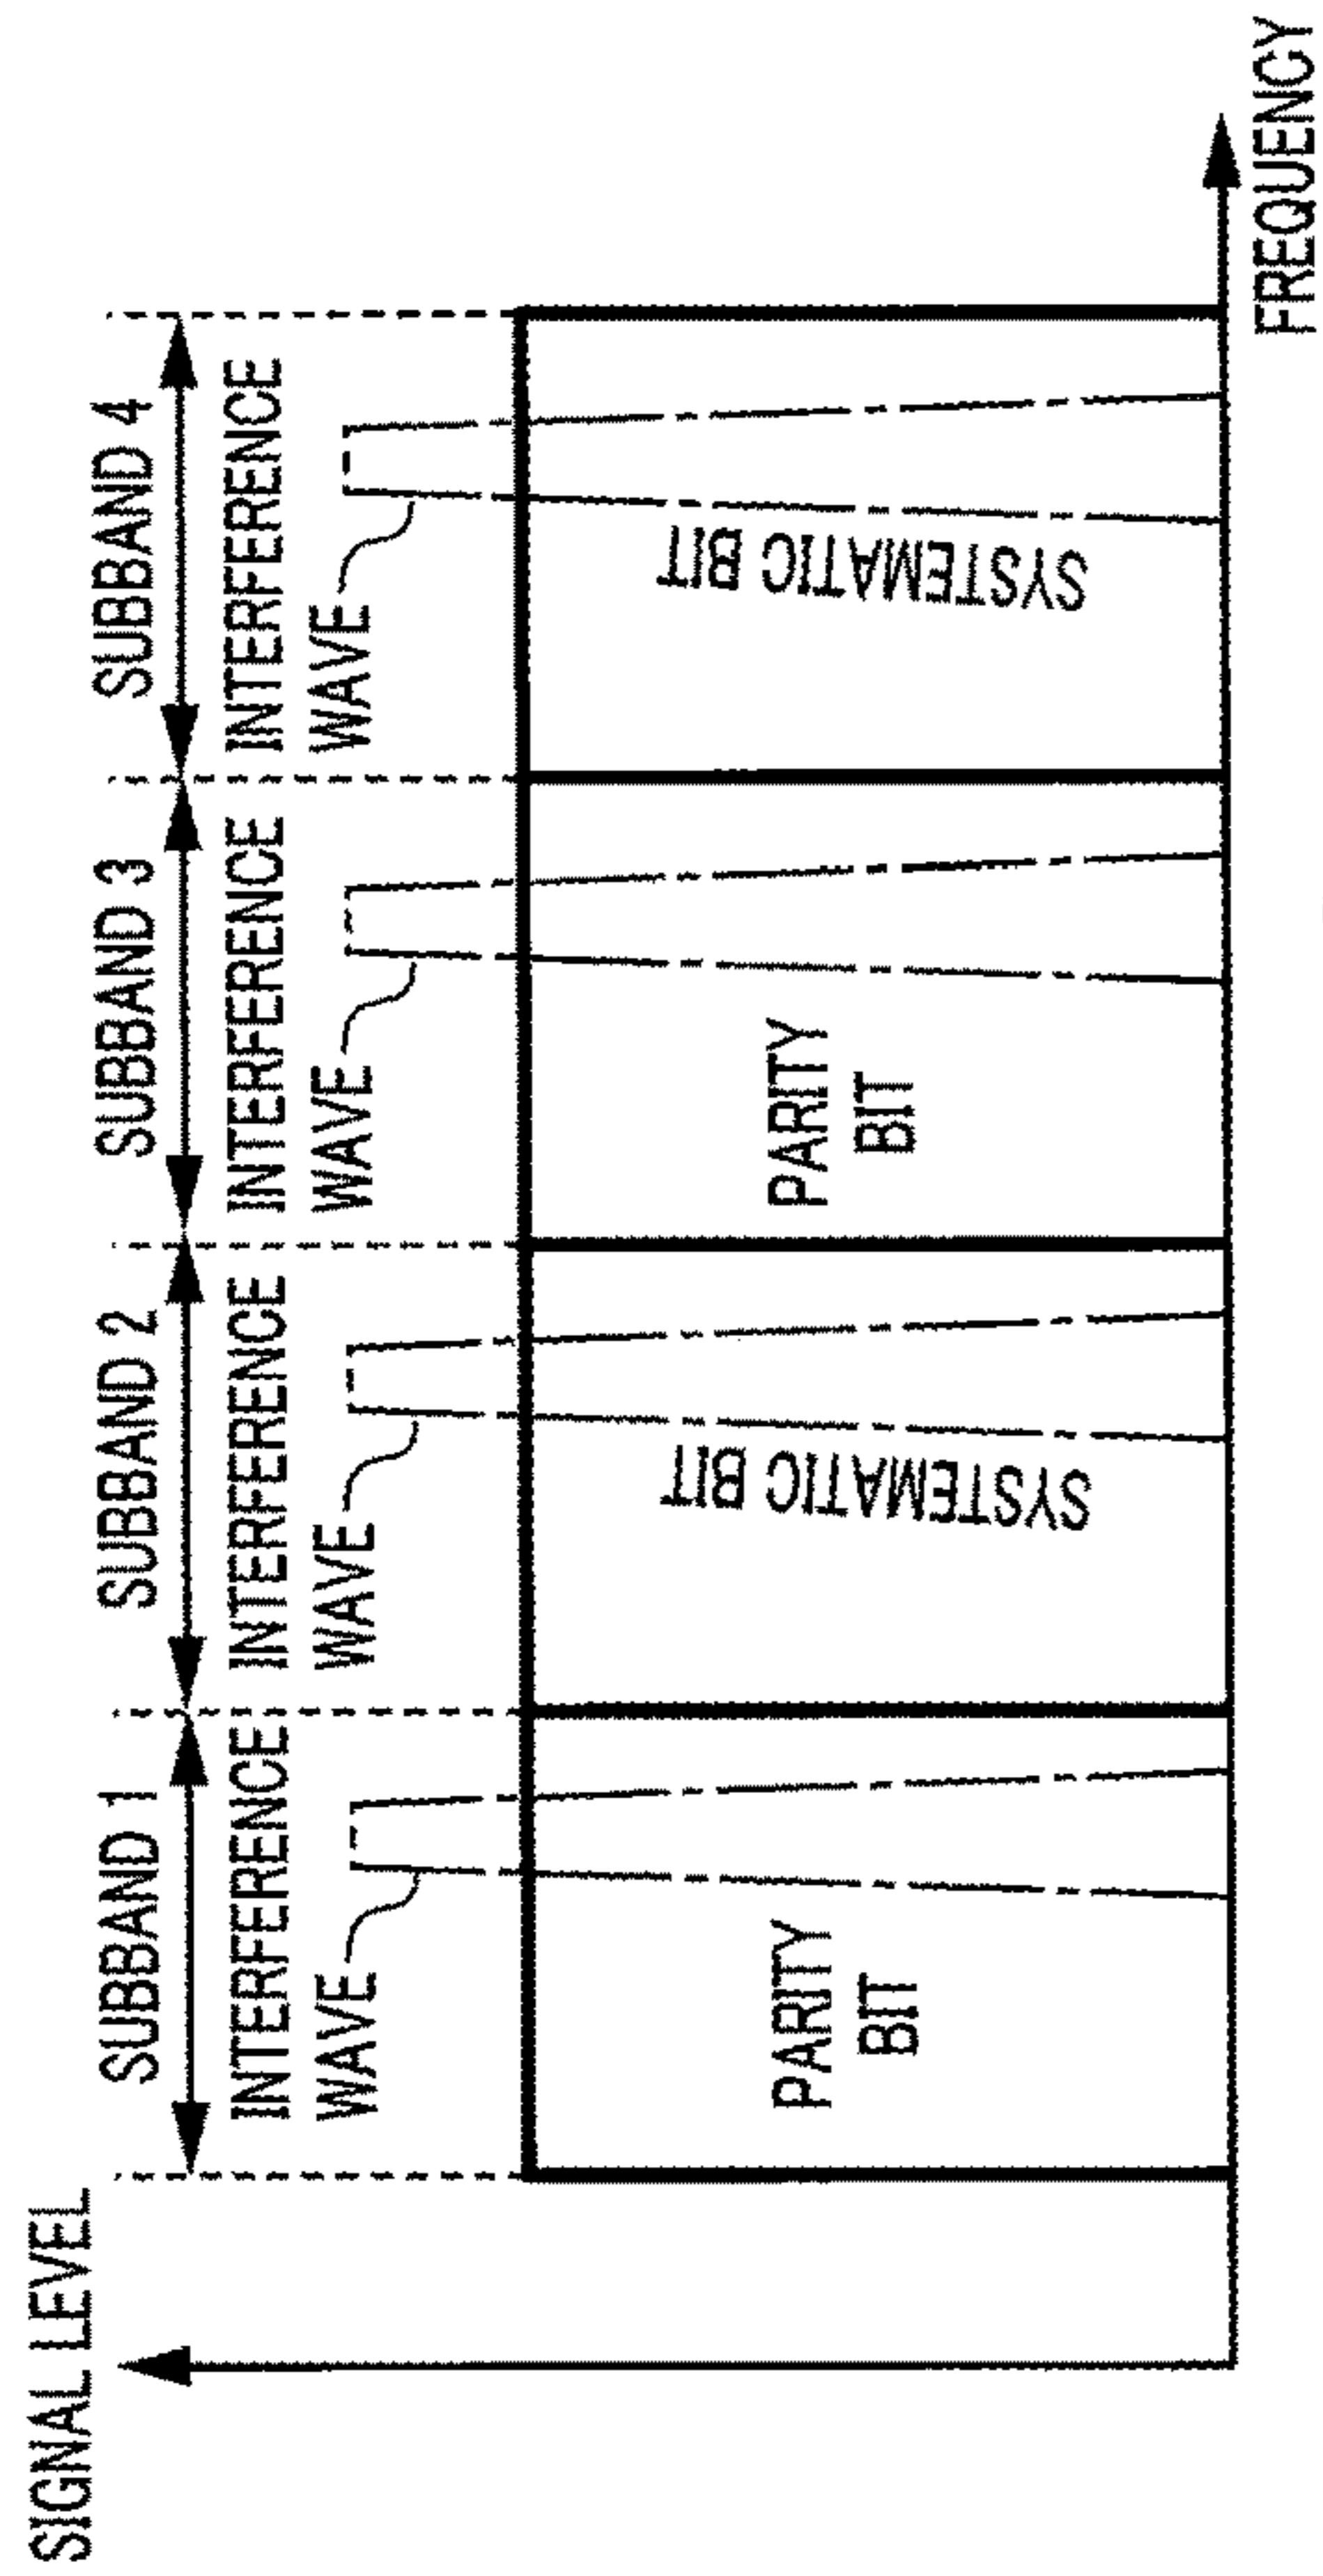 SIGNAL LEVEL
SUBBAND 1
SUBBAND 2
SUBBAND 3
SUBBAND 4
INTERFERENCE
WAVE
INTERFERENCE
WAVE
INTERFERENCE
WAVE
INTERFERENCE
WAVE
PARITY
BIT
SYSTEMATIC BIT
PARITY
BIT
SYSTEMATIC BIT
FREQUENCY